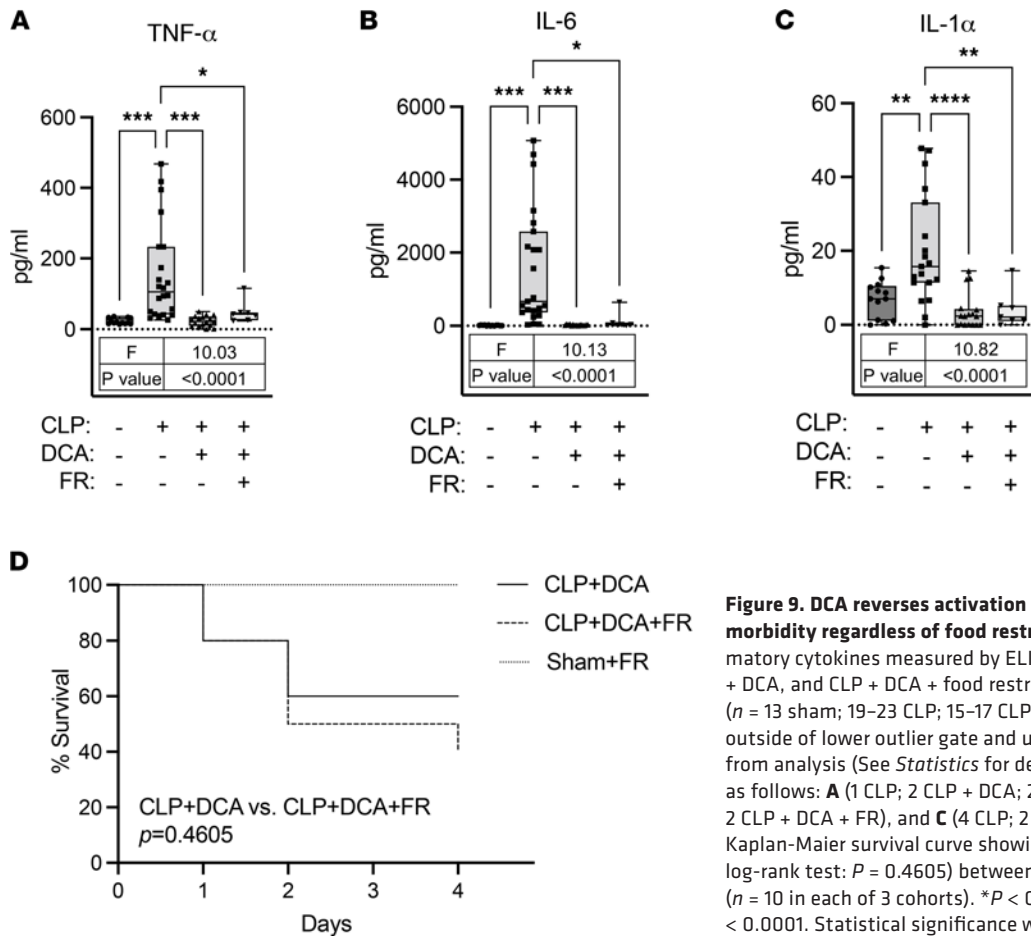 A
TNF-α
*
*** ***
600
400
200
0
pg/ml
F 10.03
P value <0.0001
CLP: - + + +
DCA: - - + +
FR: - - - +
B
IL-6
*
*** ***
6000
4000
2000
0
pg/ml
F 10.13
P value <0.0001
CLP: - + + +
DCA: - - + +
FR: - - - +
C
IL-1α
**
** ****
60
40
20
0
pg/ml
F 10.82
P value <0.0001
CLP: - + + +
DCA: - - + +
FR: - - - +
D
100
80
60
40
20
0
% Survival
CLP+DCA
CLP+DCA+FR
Sham+FR
CLP+DCA vs. CLP+DCA+FR
p=0.4605
0 1 2 3 4
Days
Figure 9. DCA reverses activation
morbidity regardless of food restr
matory cytokines measured by ELI
+ DCA, and CLP + DCA + food restr
(n = 13 sham; 19–23 CLP; 15–17 CLP
outside of lower outlier gate and u
from analysis (See Statistics for de
as follows: A (1 CLP; 2 CLP + DCA; 2
2 CLP + DCA + FR), and C (4 CLP; 2
Kaplan-Maier survival curve showi
log-rank test: P = 0.4605) between
(n = 10 in each of 3 cohorts). *P < 0
< 0.0001. Statistical significance w